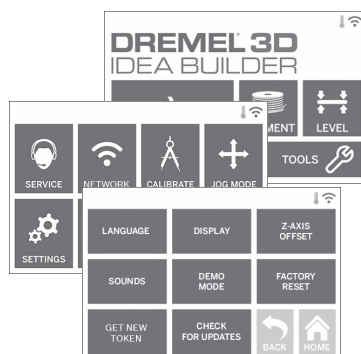 DREMEL 3D
IDEA BUILDER
LEVEL
TOOLS
SERVICE
NETWORK
CALIBRATE
JOG MODE
SETTINGS
LANGUAGE
DISPLAY
Z-AXIS
OFFSET
SOUNDS
DEMO
MODE
FACTORY
RESET
GET NEW
TOKEN
CHECK
FOR UPDATES
BACK
HOME